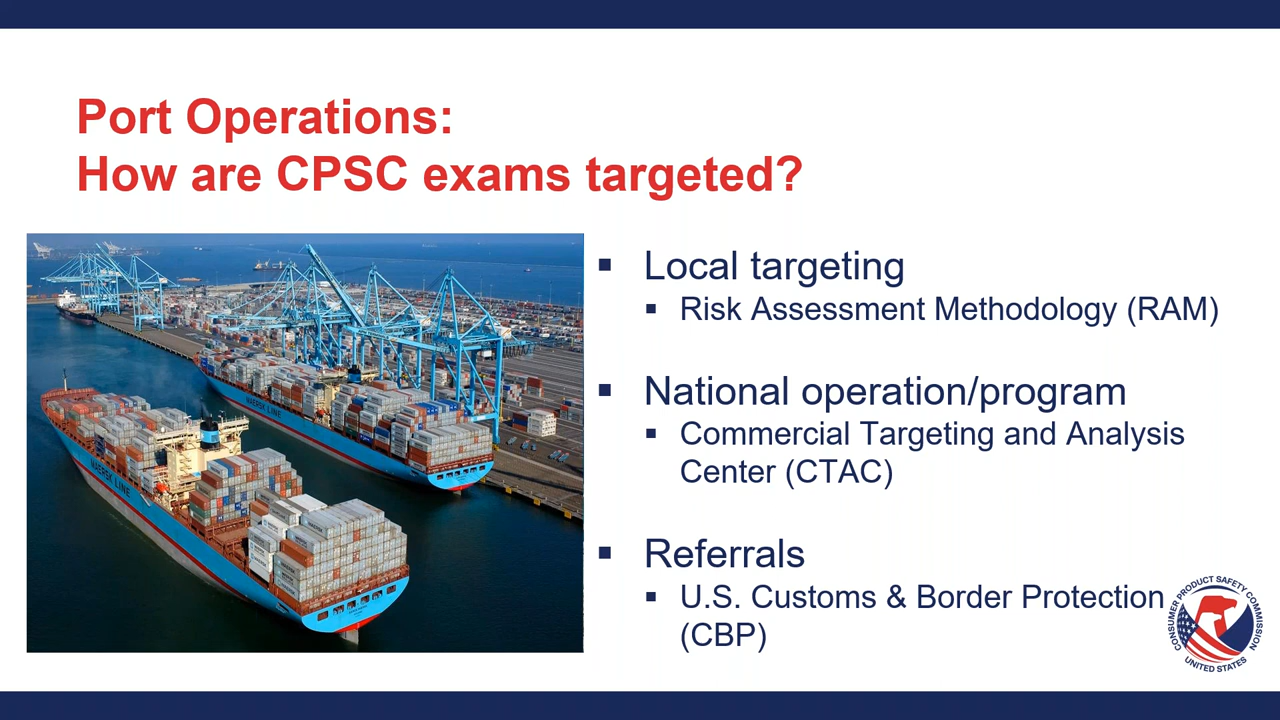 Port Operations:
How are CPSC exams targeted?
▪ Local targeting
▪ Risk Assessment Methodology (RAM)
▪ National operation/program
▪ Commercial Targeting and Analysis
Center (CTAC)
▪ Referrals
▪ U.S. Customs & Border Protection
(CBP)
MAERSK LINE
MAERSK LINE
CONSUMER PRODUCT SAFETY COMMISSION
UNITED STATES